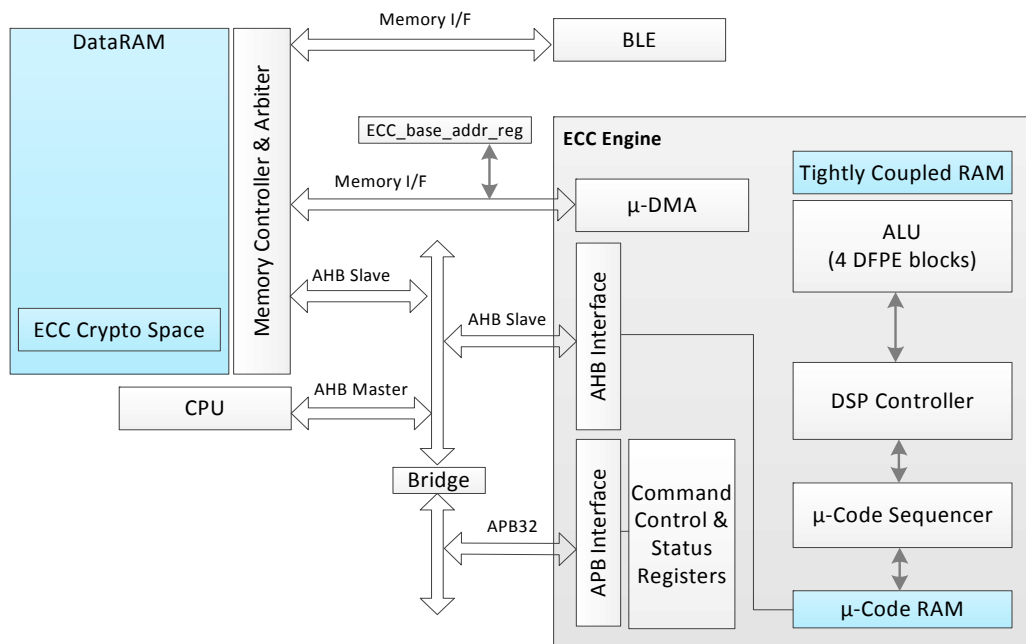 Memory I/F
DataRAM
BLE
Memory Controller & Arbiter
ECC_base_addr_reg
ECC Engine
Tightly Coupled RAM
Memory I/F
μ-DMA
ALU
(4 DFPE blocks)
AHB Slave
ECC Crypto Space
AHB Slave
AHB Interface
AHB Master
CPU
DSP Controller
Bridge
APB32
APB Interface
Command
Control &
Status
Registers
μ-Code Sequencer
μ-Code RAM